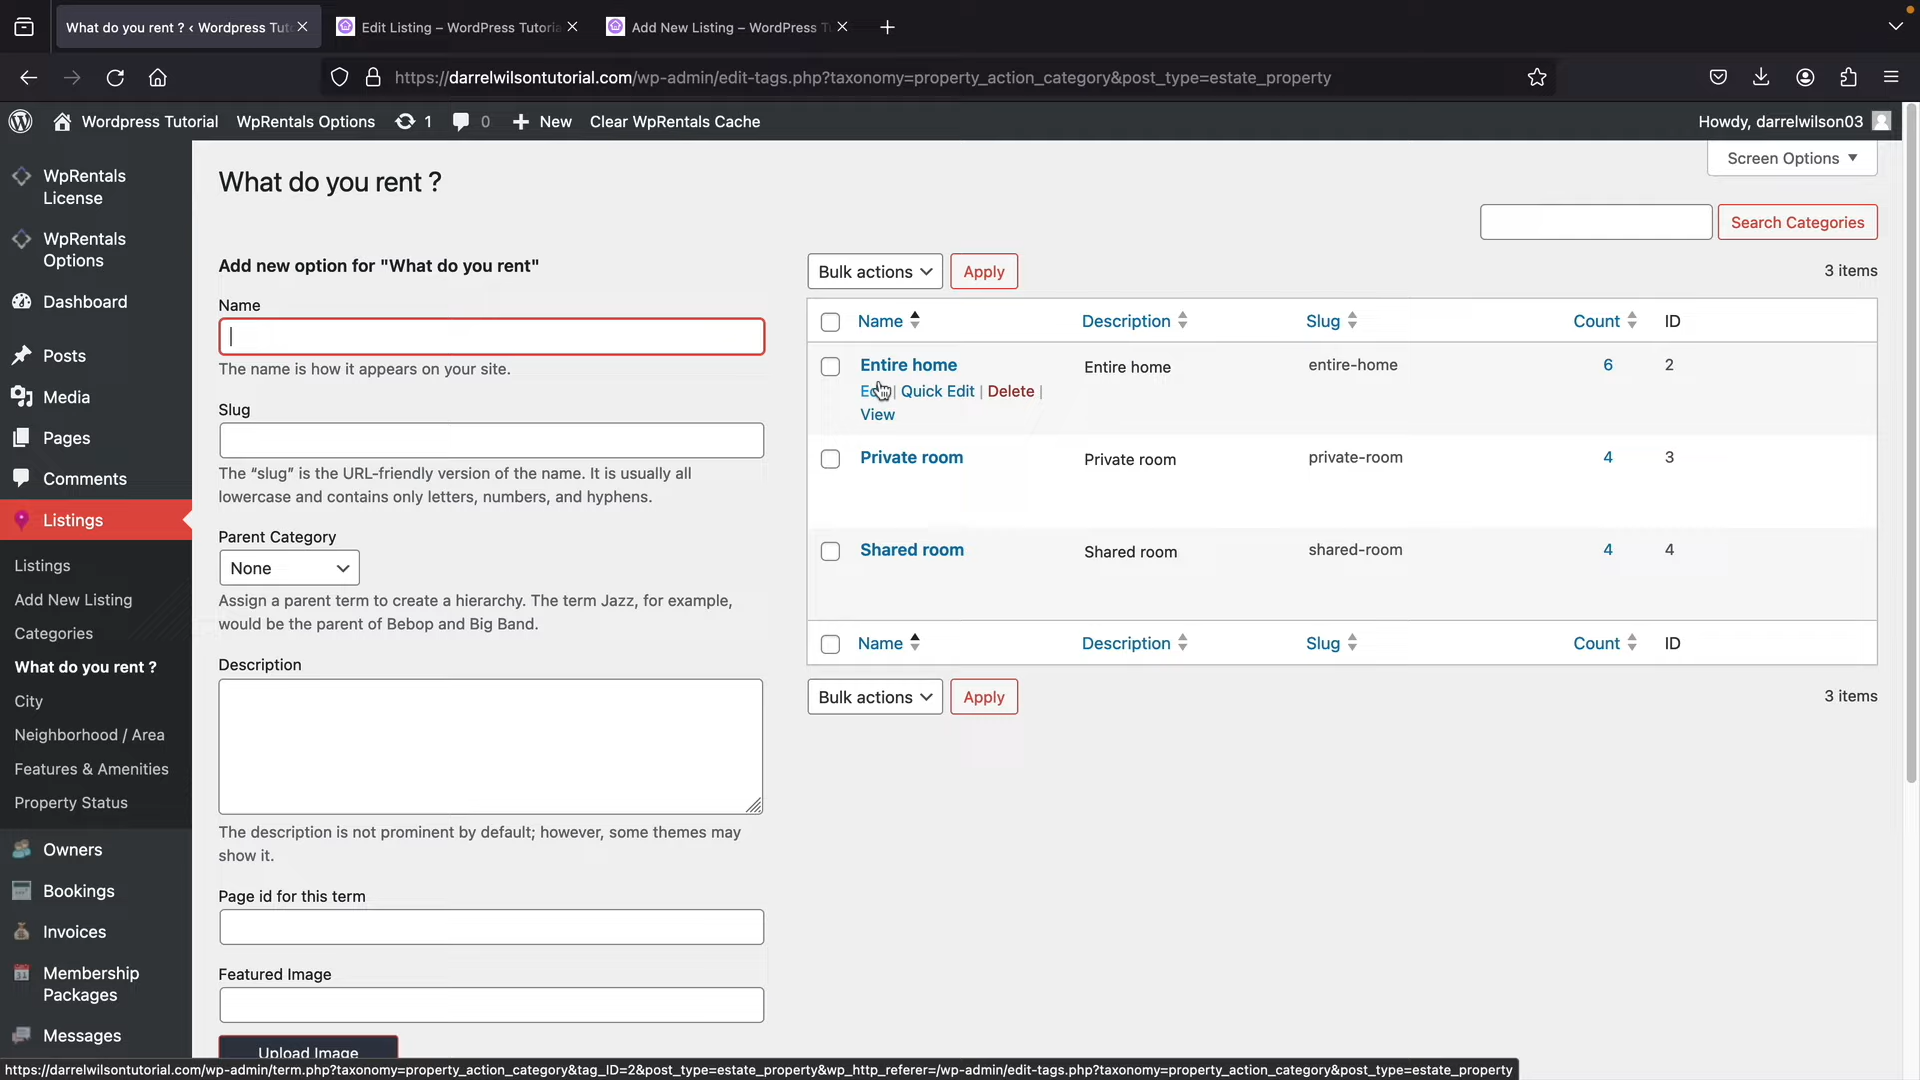 What do you rent ? ‹ Wordpress Tut
Edit Listing – WordPress Tutoria
Add New Listing – WordPress T
https://darrelwilsontutorial.com/wp-admin/edit-tags.php?taxonomy=property_action_category&post_type=estate_property
Wordpress Tutorial
WpRentals Options
1
0
New
Clear WpRentals Cache
Howdy, darrelwilson03
WpRentals License
WpRentals Options
Dashboard
Posts
Media
Pages
Comments
Listings
Listings
Add New Listing
Categories
What do you rent ?
City
Neighborhood / Area
Features & Amenities
Property Status
Owners
Bookings
Invoices
Membership Packages
Messages
Screen Options
What do you rent ?
Search Categories
Add new option for "What do you rent"
Name
The name is how it appears on your site.
Slug
The “slug” is the URL-friendly version of the name. It is usually all
lowercase and contains only letters, numbers, and hyphens.
Parent Category
None
Assign a parent term to create a hierarchy. The term Jazz, for example,
would be the parent of Bebop and Big Band.
Description
The description is not prominent by default; however, some themes may
show it.
Page id for this term
Featured Image
Upload Image
Bulk actions
Apply
3 items
Name
Description
Slug
Count
ID
Entire home
Entire home
entire-home
6
2
Quick Edit | Delete |
View
Private room
Private room
private-room
4
3
Shared room
Shared room
shared-room
4
4
Name
Description
Slug
Count
ID
Bulk actions
Apply
3 items
https://darrelwilsontutorial.com/wp-admin/term.php?taxonomy=property_action_category&tag_ID=2&post_type=estate_property&wp_http_referer=/wp-admin/edit-tags.php?taxonomy=property_action_category&post_type=estate_property